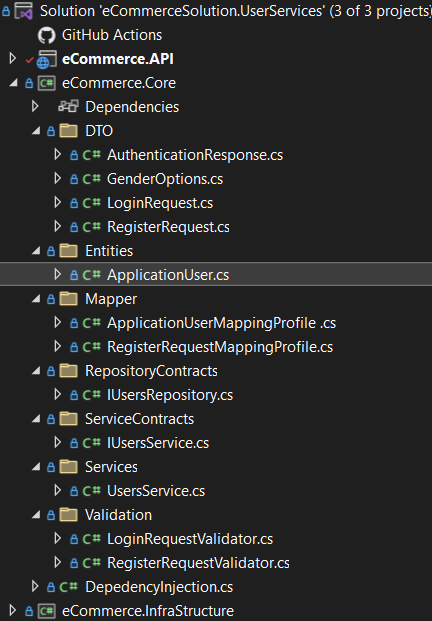 Solution 'eCommerceSolution.UserServices' (3 of 3 projects)
GitHub Actions
eCommerce.API
C# eCommerce.Core
Dependencies
DTO
C# AuthenticationResponse.cs
C# GenderOptions.cs
C# LoginRequest.cs
C# RegisterRequest.cs
Entities
C# ApplicationUser.cs
Mapper
C# ApplicationUserMappingProfile .cs
C# RegisterRequestMappingProfile.cs
RepositoryContracts
C# IUsersRepository.cs
ServiceContracts
C# IUsersService.cs
Services
C# UsersService.cs
Validation
C# LoginRequestValidator.cs
C# RegisterRequestValidator.cs
C# DepedencyInjection.cs
C# eCommerce.InfraStructure